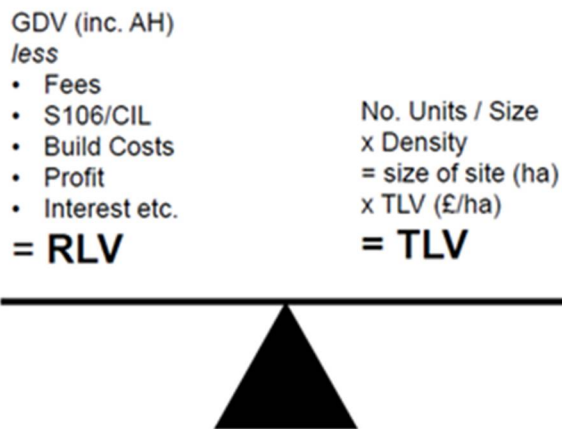 GDV (inc. AH)
less
• Fees
• S106/CIL
• Build Costs
• Profit
• Interest etc.
= RLV
No. Units / Size
x Density
= size of site (ha)
x TLV (£/ha)
= TLV